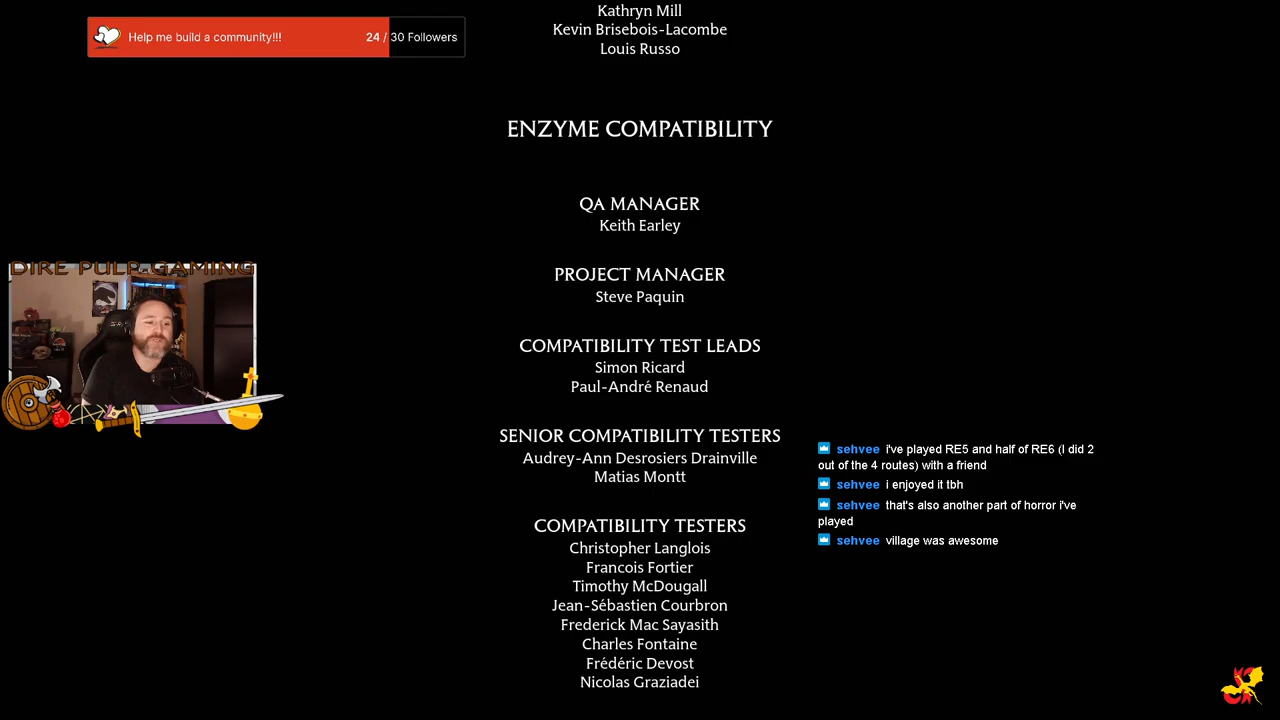 Kathryn Mill
Kevin Brisebois-Lacombe
Louis Russo
Help me build a community!!!
24 / 30 Followers
ENZYME COMPATIBILITY
QA MANAGER
Keith Earley
PROJECT MANAGER
Steve Paquin
COMPATIBILITY TEST LEADS
Simon Ricard
Paul-André Renaud
SENIOR COMPATIBILITY TESTERS
Audrey-Ann Desrosiers Drainville
Matias Montt
COMPATIBILITY TESTERS
Christopher Langlois
Francois Fortier
Timothy McDougall
Jean-Sébastien Courbron
Frederick Mac Sayasith
Charles Fontaine
Frédéric Devost
Nicolas Graziadei
DIRE PULP GAMING
sehvee i've played RE5 and half of RE6 (I did 2
out of the 4 routes) with a friend
sehvee i enjoyed it tbh
sehvee that's also another part of horror i've
played
sehvee village was awesome